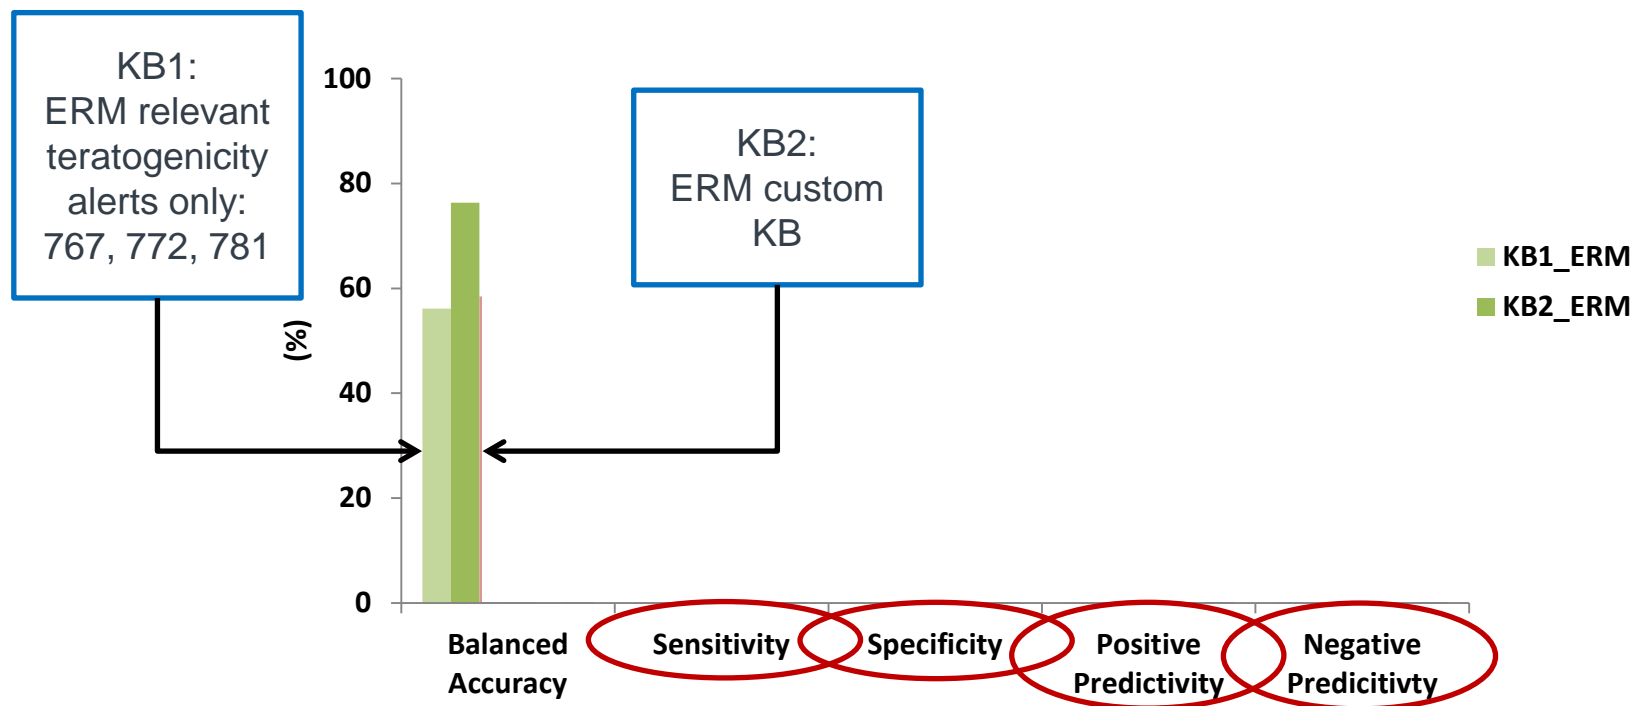 KB1:
ERM relevant
teratogenicity
alerts only:
767, 772, 781
KB2:
ERM custom
KB
100
80
60
40
20
0
(%)
KB1_ERM
KB2_ERM
Balanced
Accuracy
Sensitivity
Specificity
Positive
Predictivity
Negative
Predicitivty